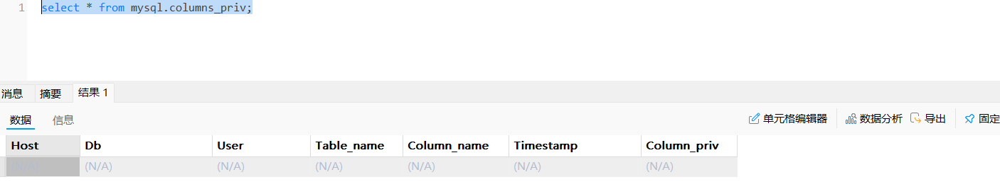 1 select * from mysql.columns_priv;
消息 摘要 结果 1
数据 信息 单元格编辑器 数据分析 导出 固定
Host Db User Table_name Column_name Timestamp Column_priv
(N/A) (N/A) (N/A) (N/A) (N/A) (N/A) (N/A)